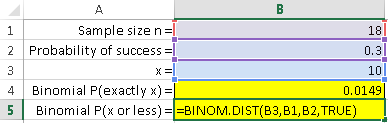 A B
1 Sample size n = 18
2 Probability of success = 0.3
3 x = 10
4 Binomial P(exactly x) = 0.0149
5 Binomial P(x or less) = =BINOM.DIST(B3,B1,B2,TRUE)